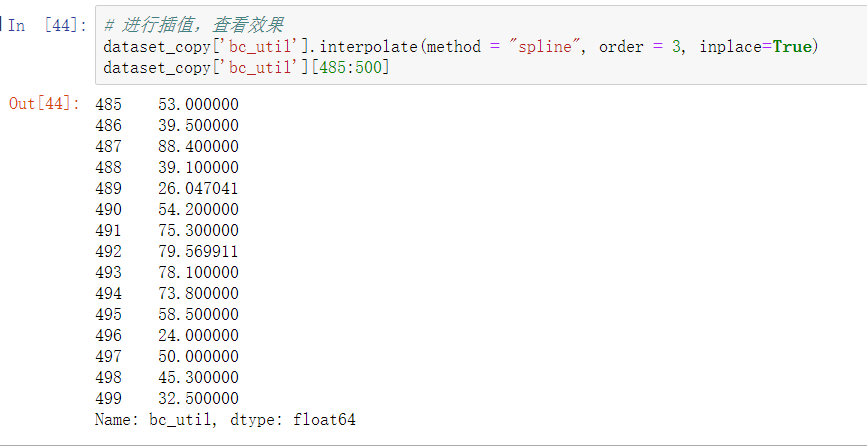 In [44]: # 进行插值，查看效果
dataset_copy['bc_util'].interpolate(method = "spline", order = 3, inplace=True)
dataset_copy['bc_util'][485:500]
Out[44]: 485 53.000000
486 39.500000
487 88.400000
488 39.100000
489 26.047041
490 54.200000
491 75.300000
492 79.569911
493 78.100000
494 73.800000
495 58.500000
496 24.000000
497 50.000000
498 45.300000
499 32.500000
Name: bc_util, dtype: float64